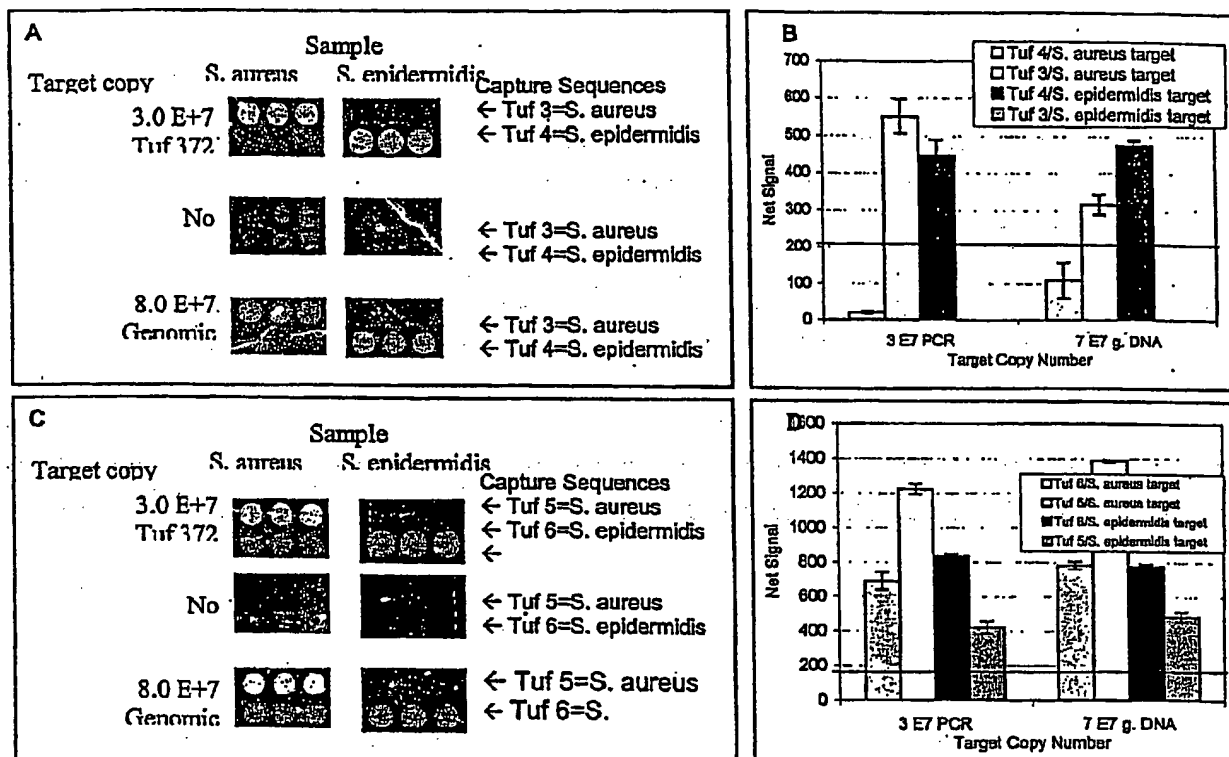 A
Sample
Target copy
S. aureus
S. epidermidis
Capture Sequences
3.0 E+7
Tuf 372
← Tuf 3=S. aureus
← Tuf 4=S. epidermidis
No
← Tuf 3=S. aureus
← Tuf 4=S. epidermidis
8.0 E+7.
Genomic
← Tuf 3=S. aureus
← Tuf 4=S. epidermidis
B
Tuf 4/S. aureus target
Tuf 3/S. aureus target
Tuf 4/S. epidermidis target
Tuf 3/S. epidermidis target
700
600
500
400
300
200
100
0
Net Signal
3 E7 PCR
7 E7 g. DNA
Target Copy Number
C
Sample
Target copy
S. aureus
S. epidermidis
Capture Sequences
3.0 E+7
Tuf 372
← Tuf 5=S. aureus
← Tuf 6=S. epidermidis
←
No
← Tuf 5=S. aureus
← Tuf 6=S. epidermidis
8.0 E+7
Genomic
← Tuf 5=S. aureus
← Tuf 6=S.
D
1600
1400
1200
1000
800
600
400
200
0
Net Signal
Tuf 6/S. aureus target
Tuf 5/S. aureus target
Tuf 6/S. epidermidis target
Tuf 5/S. epidermidis target
3 E7 PCR
7 E7 g. DNA
Target Copy Number